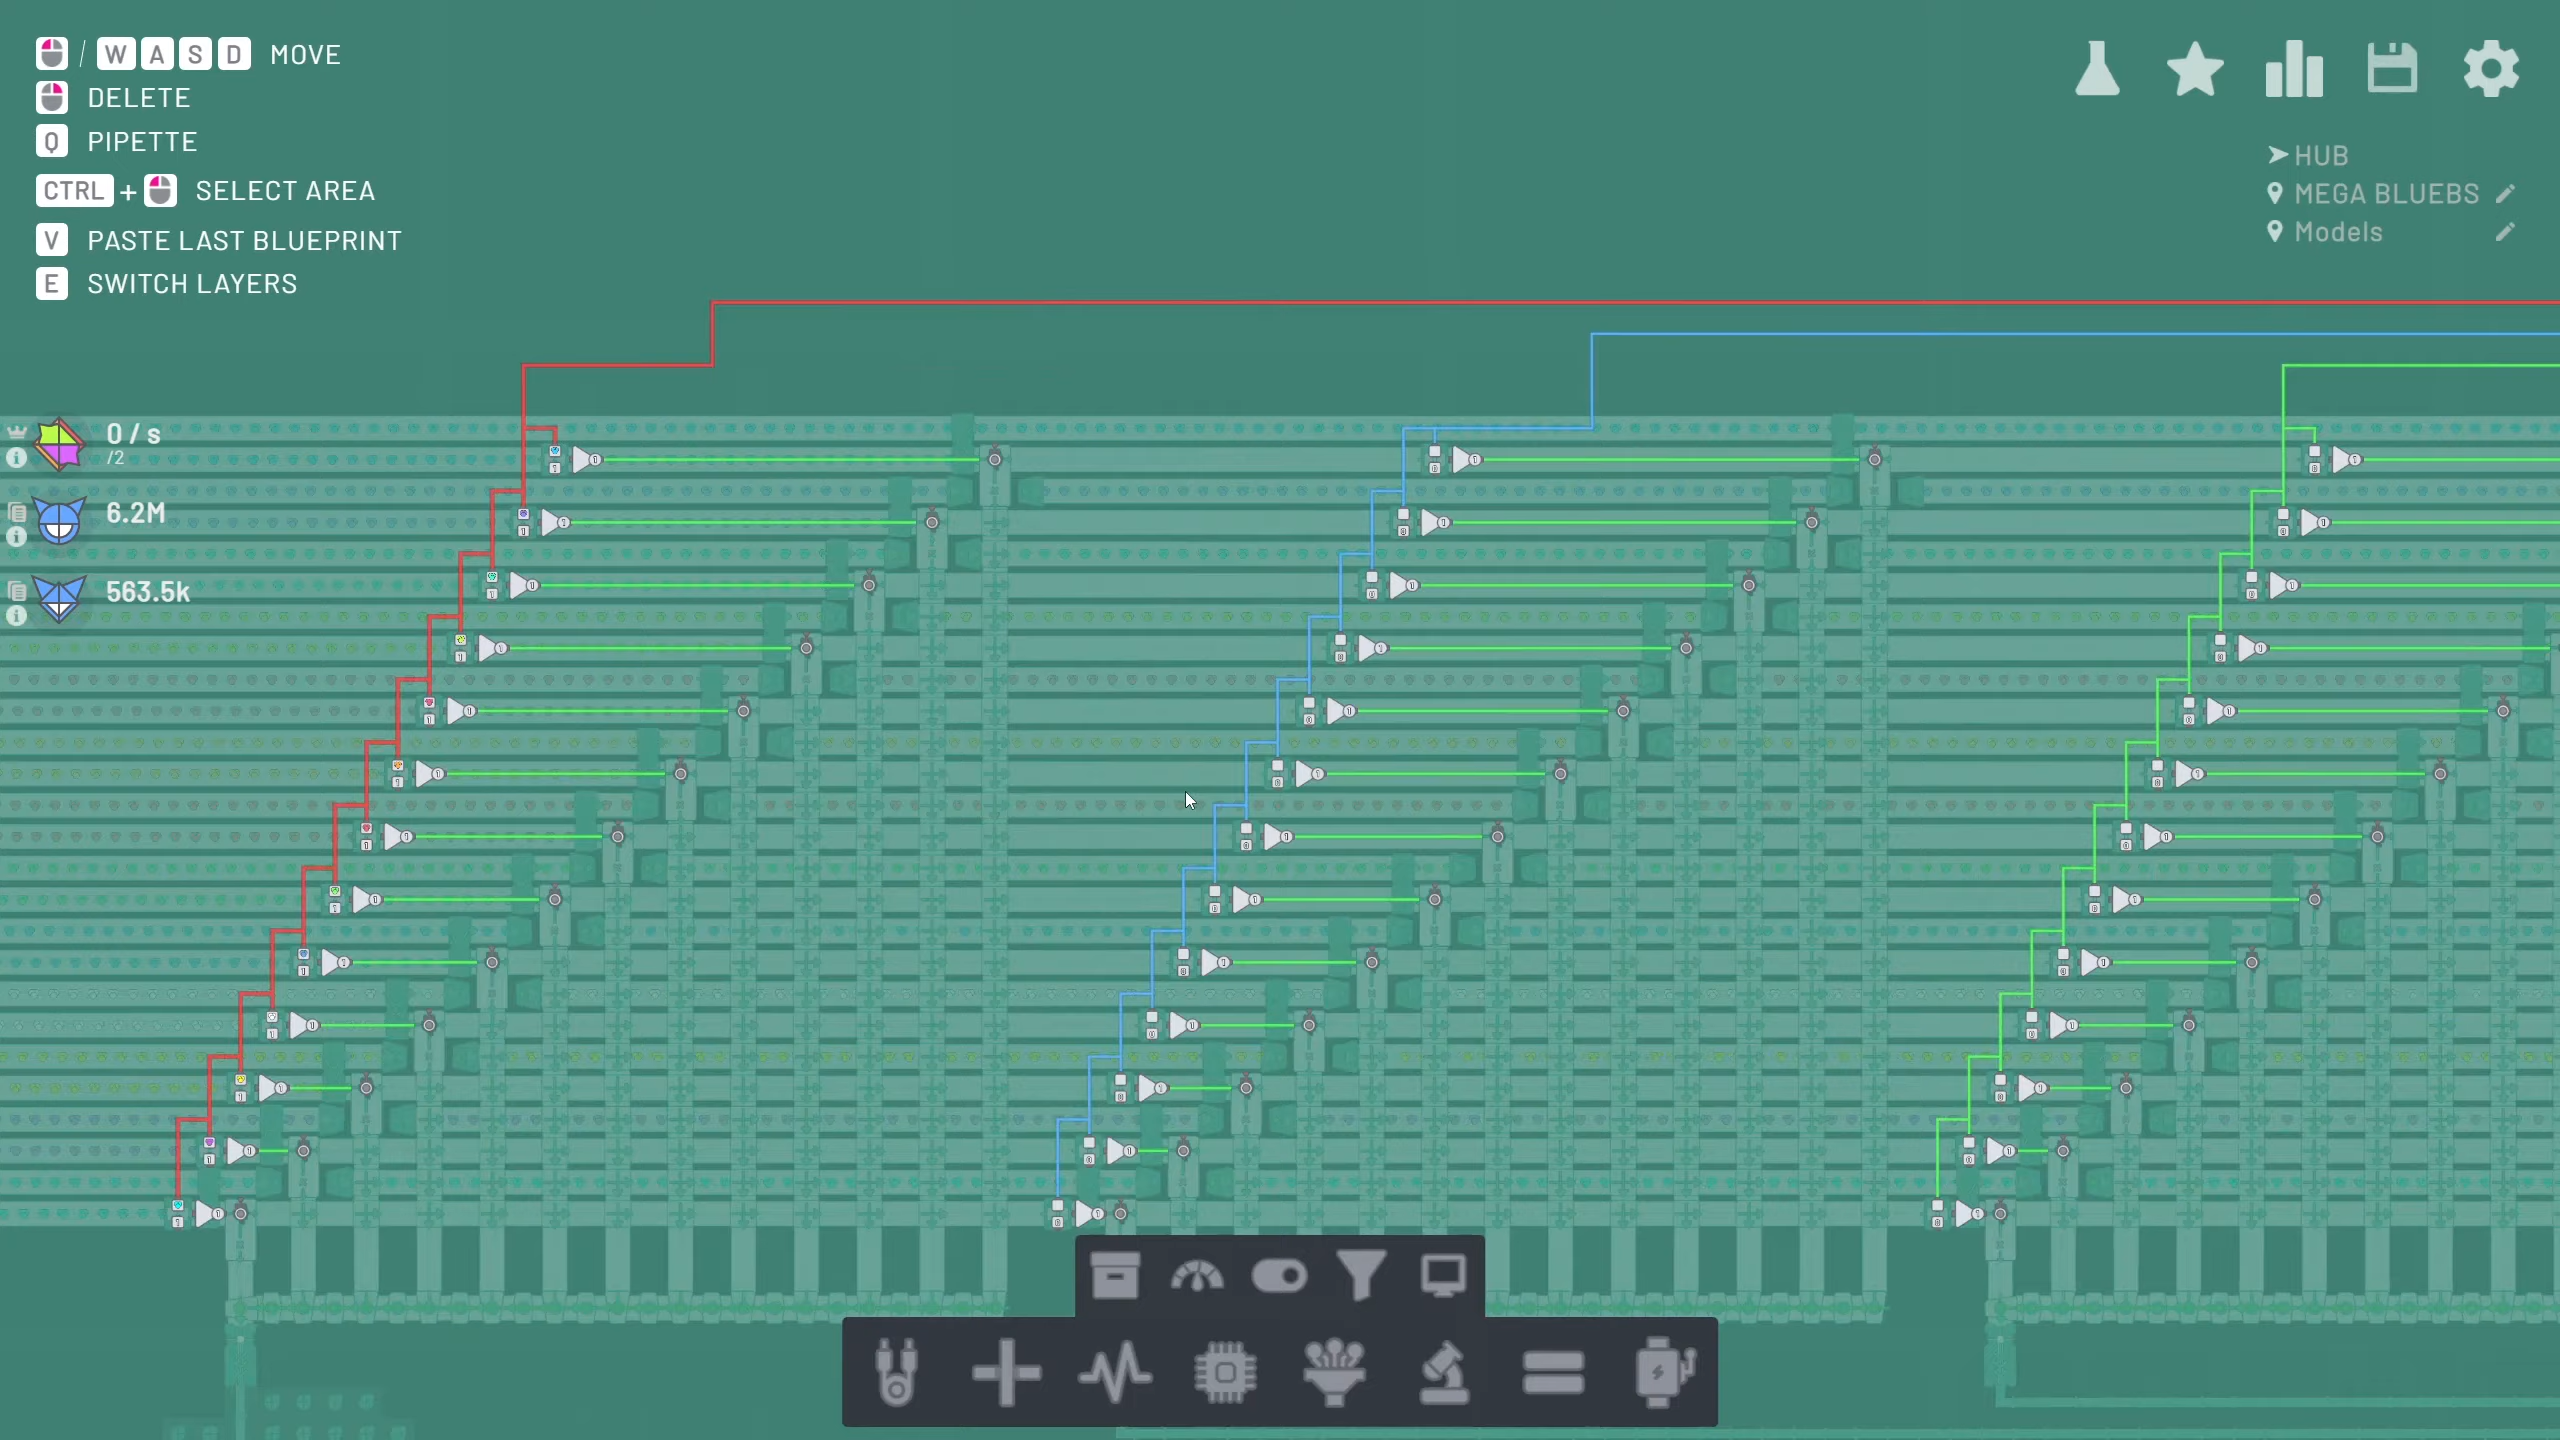 / W A S D MOVE
DELETE
Q PIPETTE
CTRL + SELECT AREA
V PASTE LAST BLUEPRINT
E SWITCH LAYERS
HUB
MEGA BLUEBS
Models
0 / s
/2
6.2M
563.5k